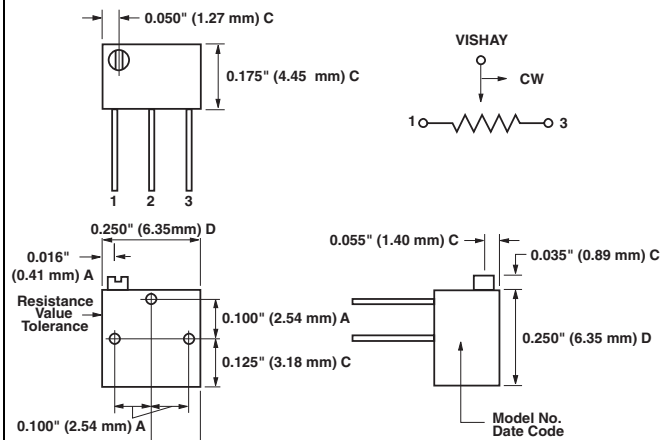 0.050" (1.27 mm) C
0.175" (4.45 mm) C
VISHAY
CW
1
3
1 2 3
0.250" (6.35mm) D
0.016"
(0.41 mm) A
Resistance
Value
Tolerance
0.100" (2.54 mm) A
0.125" (3.18 mm) C
0.100" (2.54 mm) A
0.055" (1.40 mm) C
0.035" (0.89 mm) C
0.250" (6.35 mm) D
Model No.
Date Code